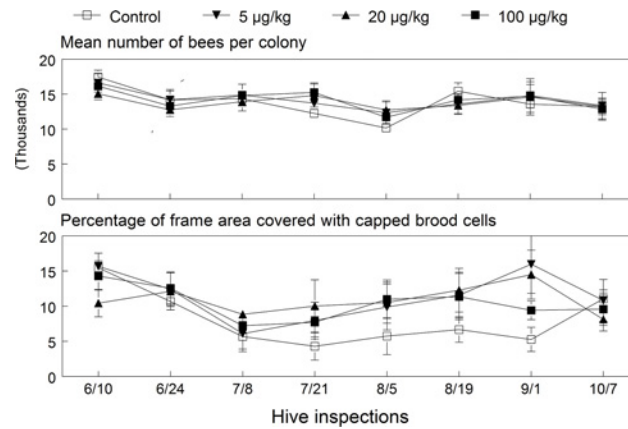 Control 5 µg/kg 20 µg/kg 100 µg/kg
Mean number of bees per colony
20
15
10
5
0
(Thousands)
Percentage of frame area covered with capped brood cells
20
15
10
5
0
6/10 6/24 7/8 7/21 8/5 8/19 9/1 10/7
Hive inspections